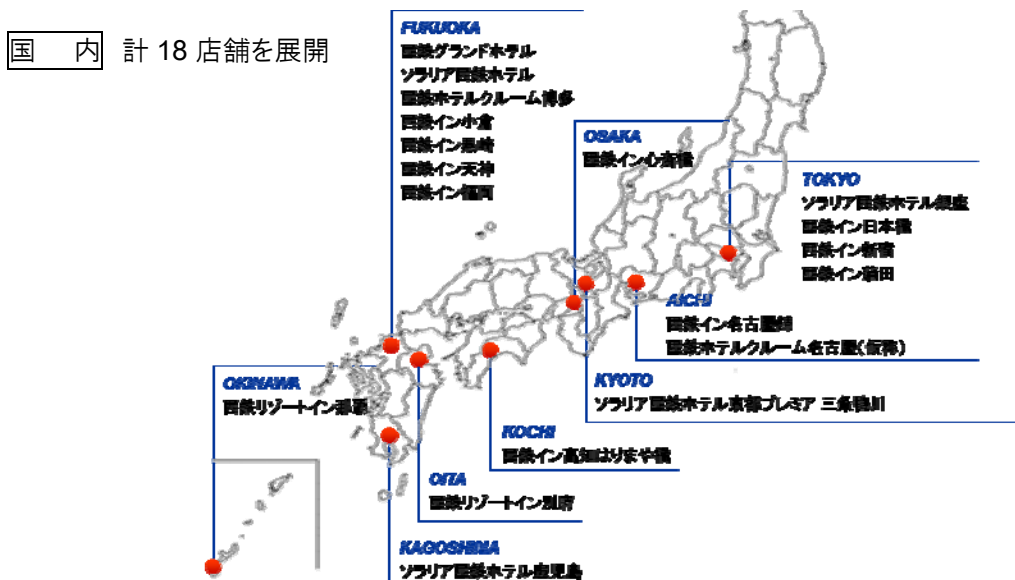 国 内 計 18 店舗を展開
FUKUOKA
西鉄グランドホテル
ソラリア西鉄ホテル
西鉄ホテルクルーム博多
西鉄イン小倉
西鉄イン黒崎
西鉄イン天神
西鉄イン福岡
OSAKA
西鉄イン心斎橋
TOKYO
ソラリア西鉄ホテル銀座
西鉄イン日本橋
西鉄イン新宿
西鉄イン蒲田
AICHI
西鉄イン名古屋錦
西鉄ホテルクルーム名古屋(仮称)
KYOTO
ソラリア西鉄ホテル京都プレミア 三条鴨川
OKINAWA
西鉄リゾートイン那覇
KOCHI
西鉄イン高知はりまや橋
OITA
西鉄リゾートイン別府
KAGOSHIMA
ソラリア西鉄ホテル鹿児島